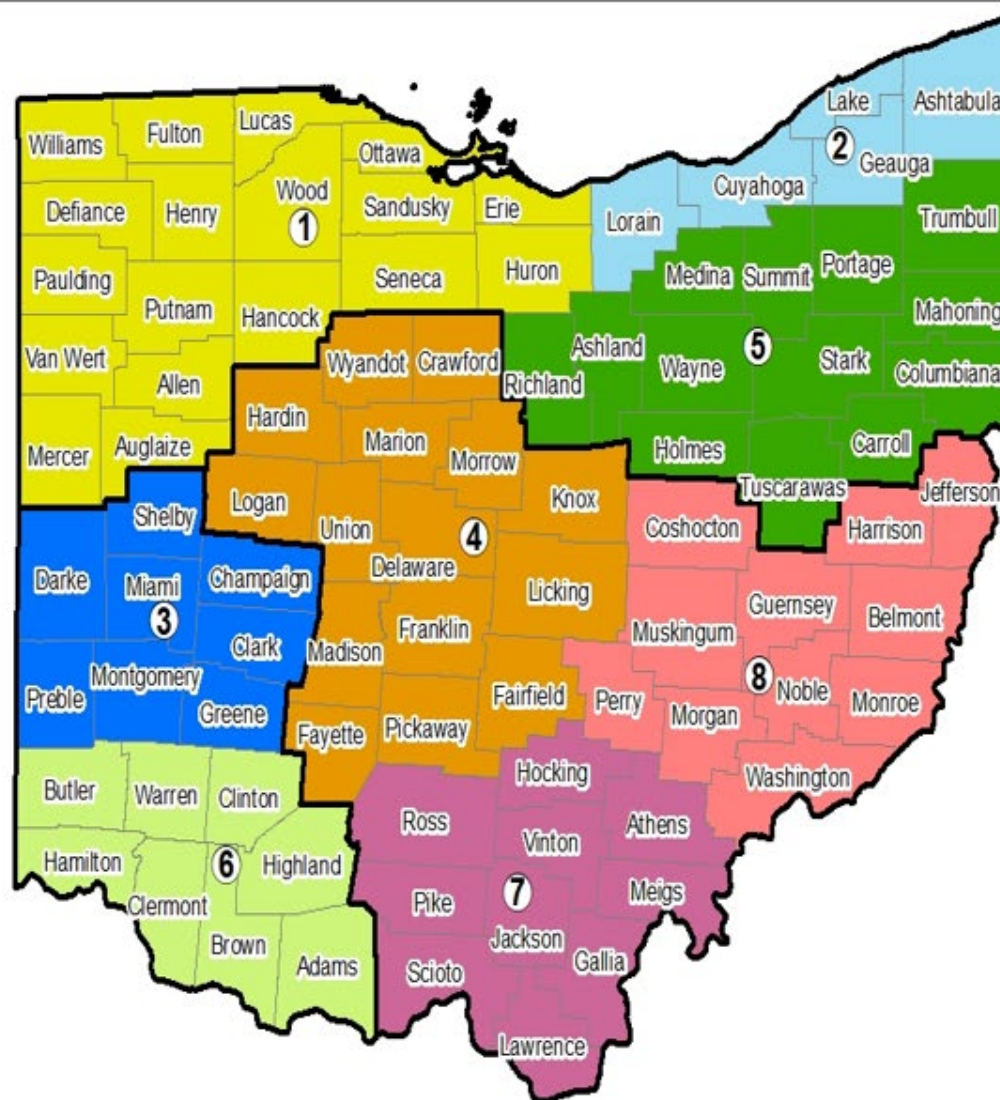 Lake
Ashtabula
Williams
Fulton
Lucas
2
Ottawa
Geauga
Wood
Cuyahoga
Defiance
Henry
Sandusky
Erie
Lorain
Trumbull
1
Paulding
Seneca
Huron
Medina
Summit
Portage
Putnam
Hancock
Mahoning
Van Wert
Wyandot
Crawford
Ashland
5
Allen
Richland
Wayne
Stark
Columbiana
Hardin
Mercer
Auglaize
Marion
Morrow
Holmes
Carroll
Logan
Knox
Tuscarawas
Jefferson
Shelby
Union
4
Coshocton
Harrison
Darke
Miami
Champaign
Delaware
Licking
3
Guernsey
Belmont
Clark
Franklin
Muskingum
Madison
Preble
Montgomery
Fairfield
Perry
8
Noble
Monroe
Greene
Fayette
Pickaway
Morgan
Hocking
Washington
Butler
Warren
Clinton
Ross
Vinton
Athens
Hamilton
6
Highland
Pike
7
Meigs
Clermont
Brown
Jackson
Adams
Scioto
Gallia
Lawrence